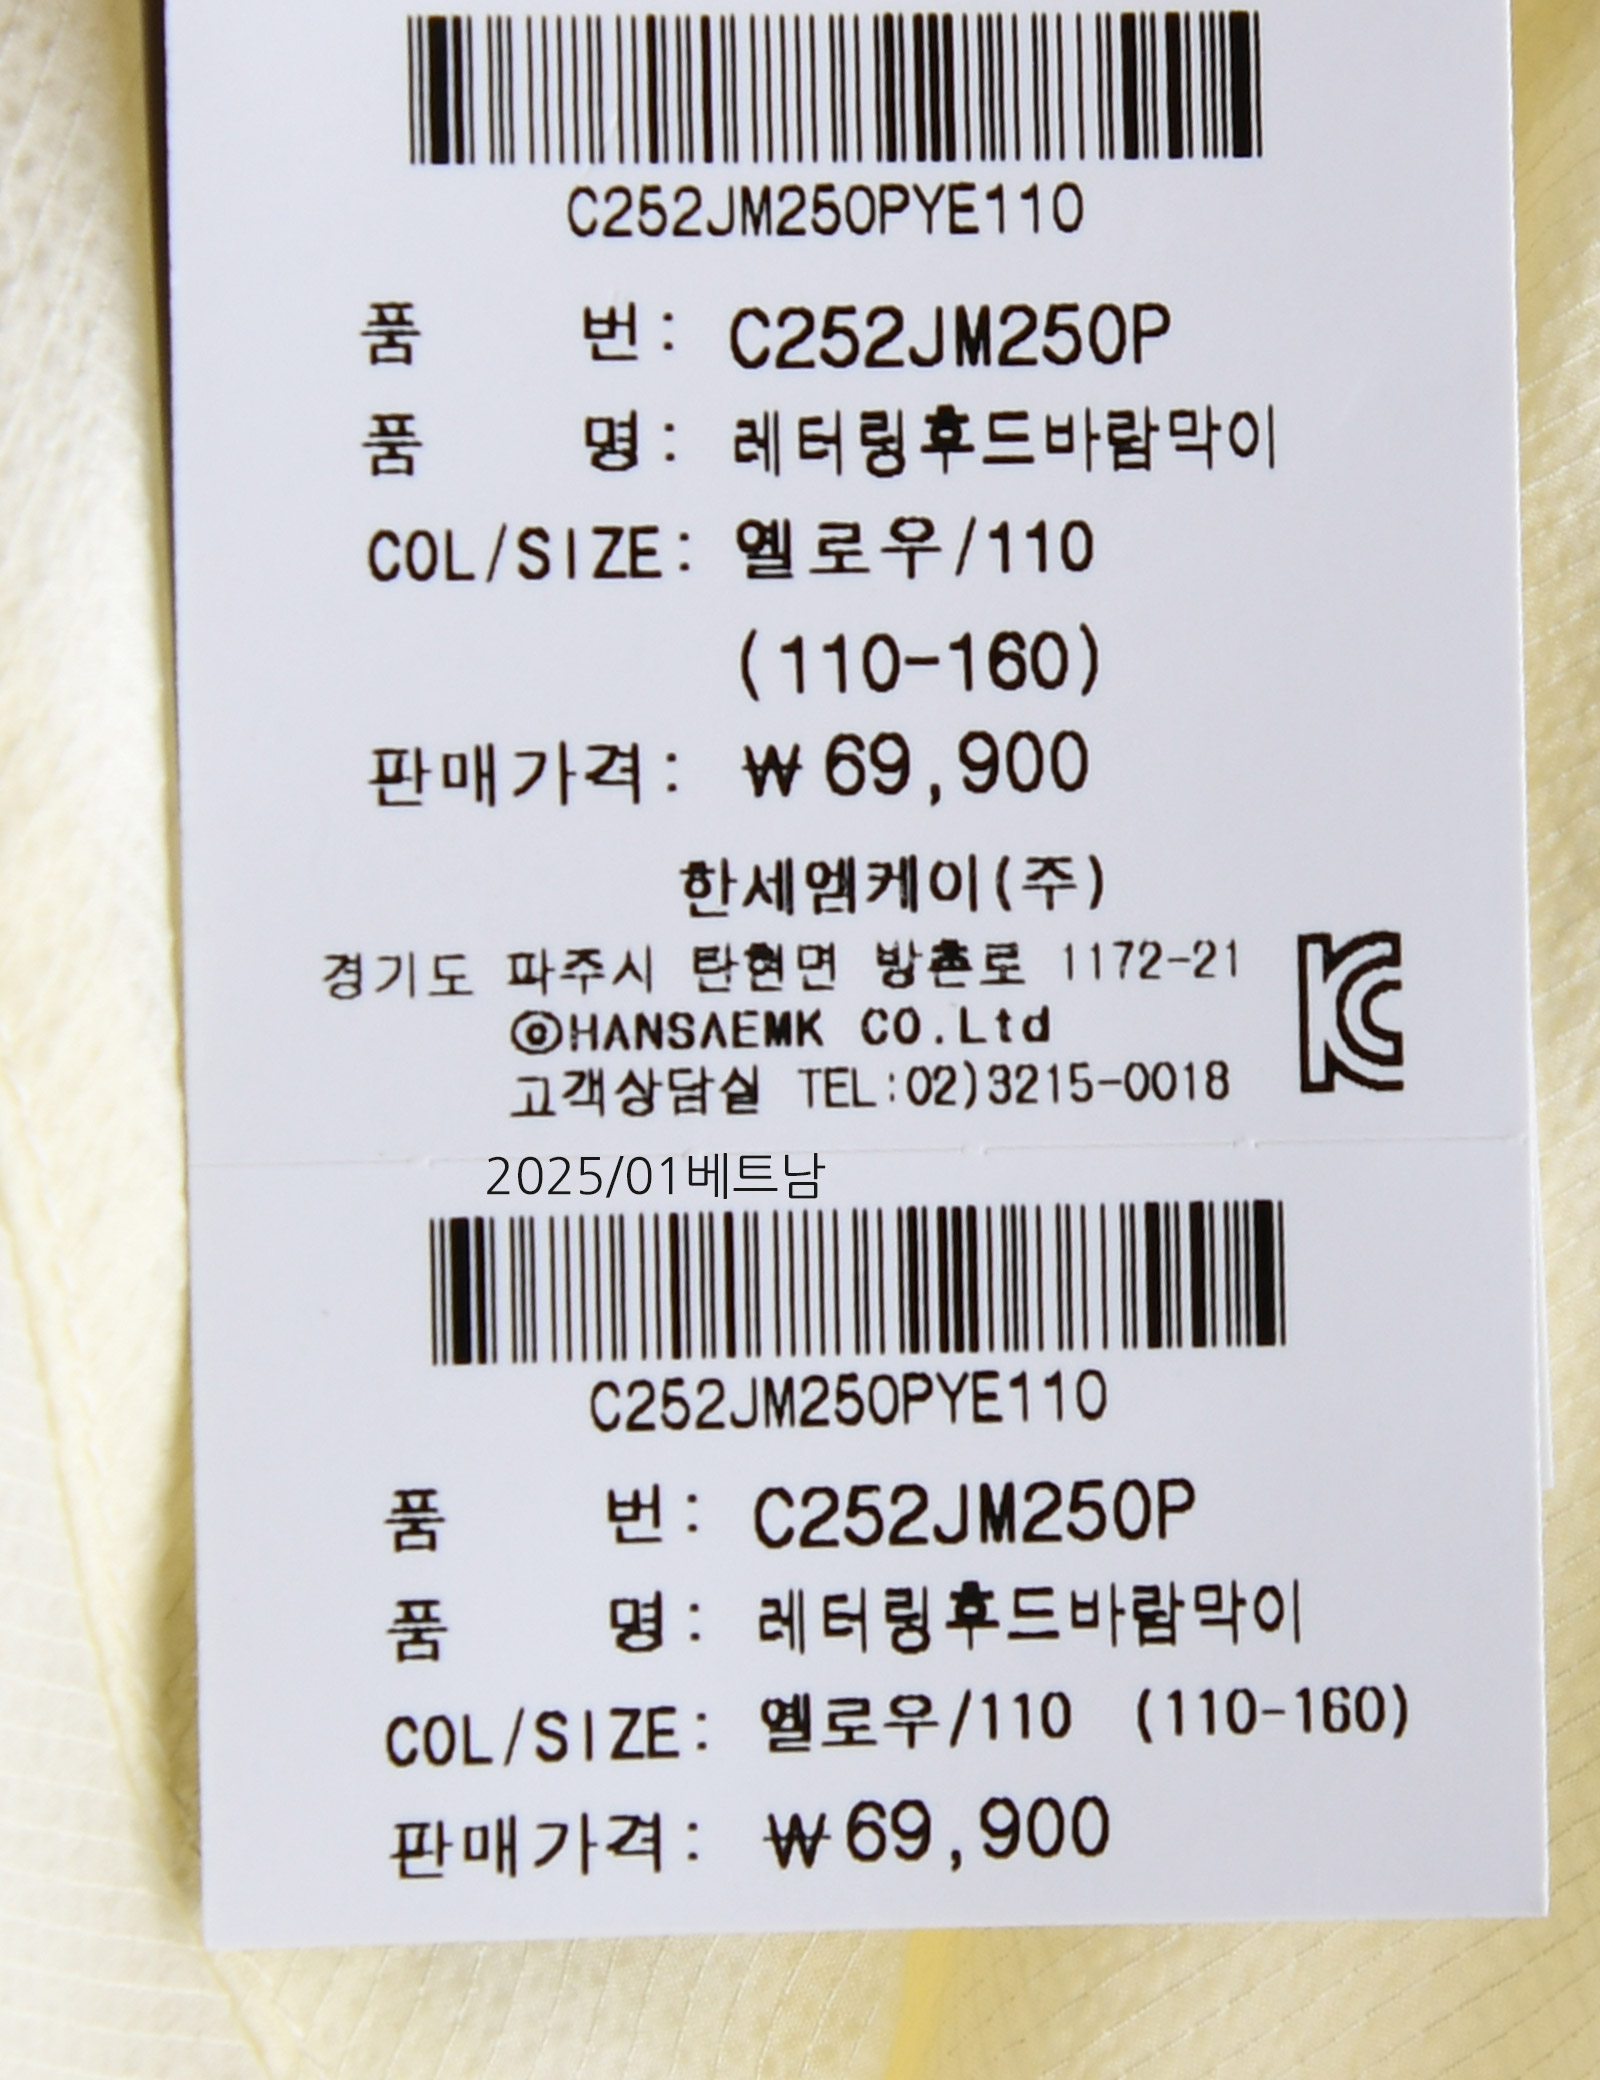 C252JM250PYE110
품 번: C252JM250P
품 명: 레터링후드바람막이
COL/SIZE: 옐로우/110
(110-160)
판매가격: ₩69,900
한세엠케이(주)
경기도 파주시 탄현면 방촌로 1172-21
ⓒHANSAEMK CO.Ltd
고객상담실 TEL:02)3215-0018
2025/01베트남
C252JM250PYE110
품 번: C252JM250P
품 명: 레터링후드바람막이
COL/SIZE: 옐로우/110 (110-160)
판매가격: ₩69,900